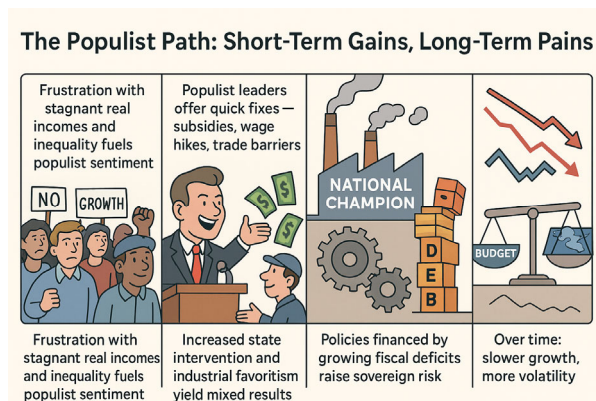 The Populist Path: Short-Term Gains, Long-Term Pains
Frustration with
stagnant real
incomes and
inequality fuels
populist sentiment
NO
GROWTH
Populist leaders
offer quick fixes —
subsidies, wage
hikes, trade barriers
$
$
$
NATIONAL
CHAMPION
D
E
B
BUDGET
Frustration with
stagnant real incomes
and inequality fuels
populist sentiment
Increased state
intervention and
industrial favoritism
yield mixed results
Policies financed by
growing fiscal deficits
raise sovereign risk
Over time:
slower growth,
more volatility